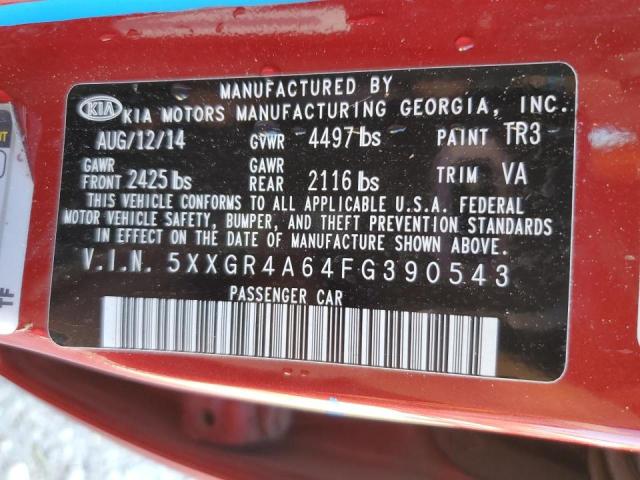 MANUFACTURED BY
KIA KIA MOTORS MANUFACTURING GEORGIA, INC.
AUG/12/14 GVWR 4497 lbs PAINT TR3
GAWR FRONT 2425 lbs GAWR REAR 2116 lbs TRIM VA
THIS VEHICLE CONFORMS TO ALL APPLICABLE U.S.A. FEDERAL
MOTOR VEHICLE SAFETY, BUMPER, AND THEFT PREVENTION STANDARDS
IN EFFECT ON THE DATE OF MANUFACTURE SHOWN ABOVE.
V.I.N. 5XXGR4A64FG390543
PASSENGER CAR